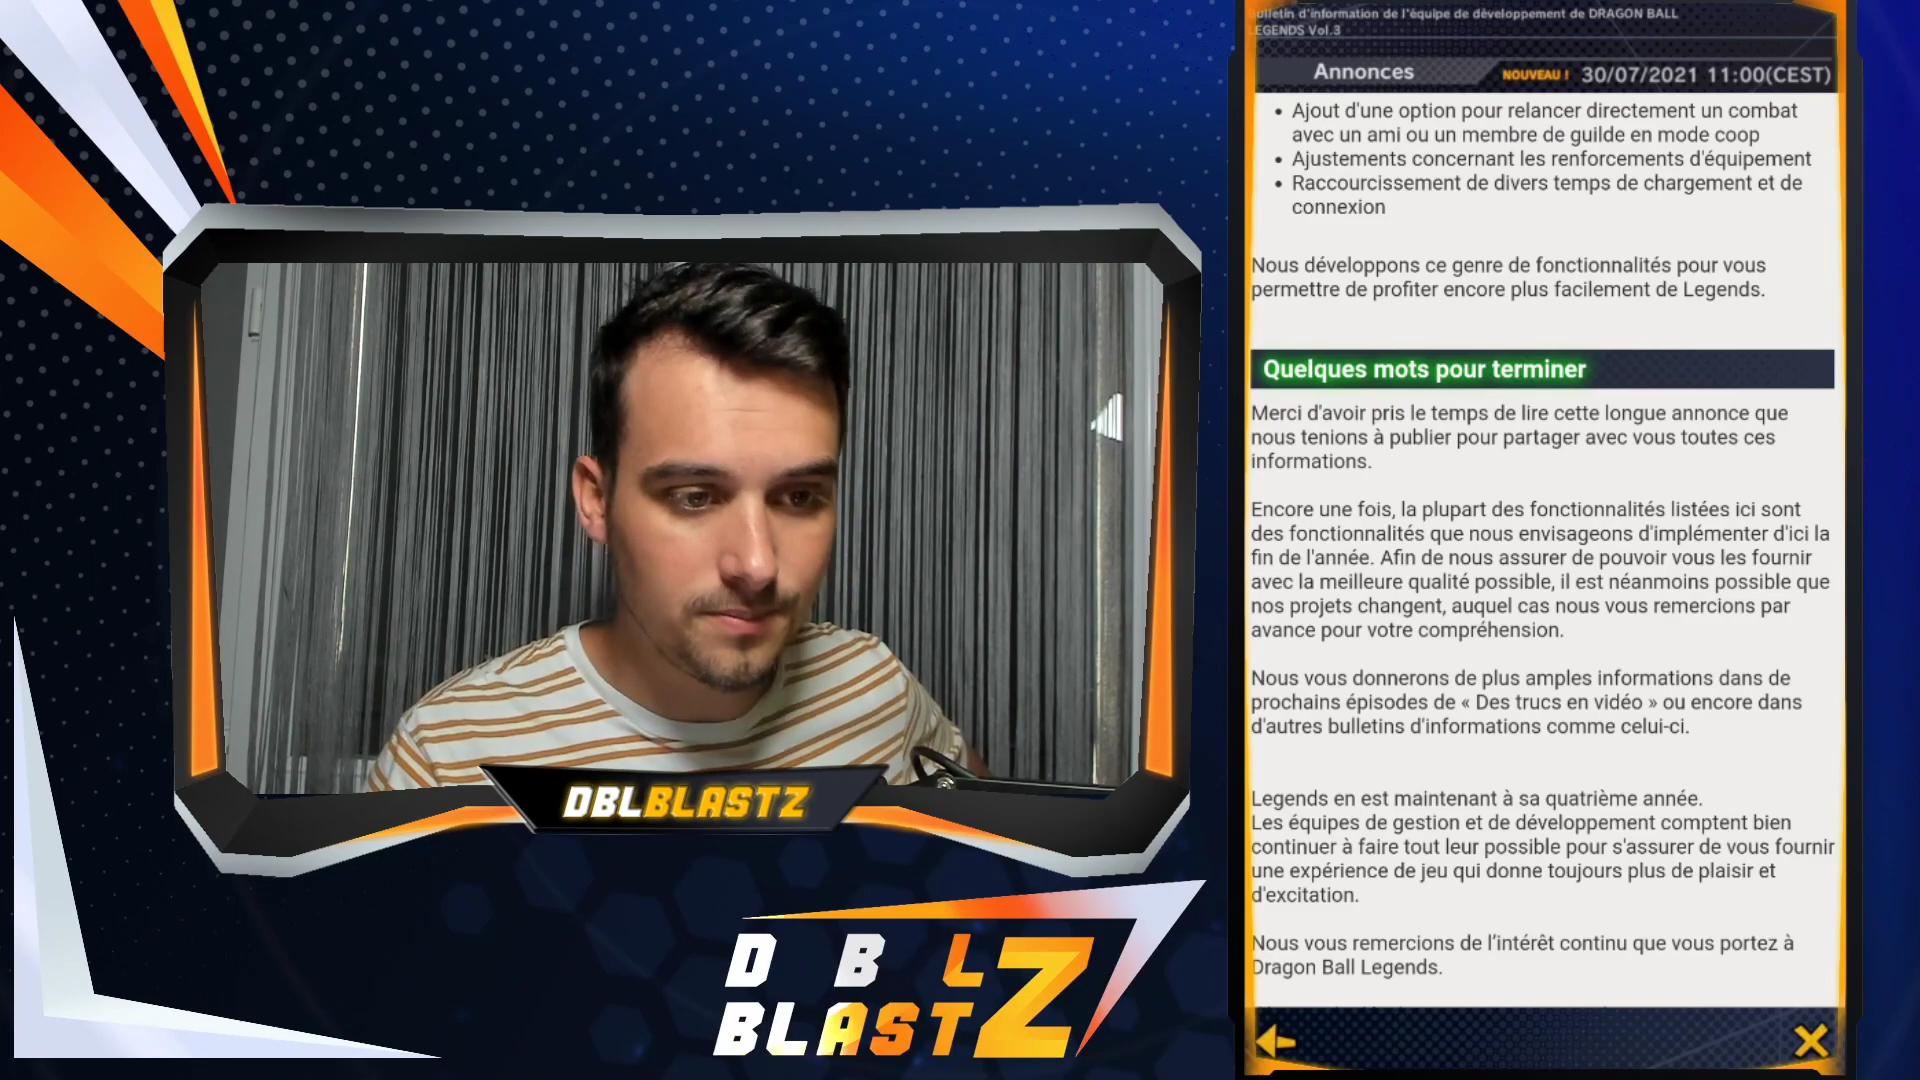 Bulletin d'information de l'équipe de développement de DRAGON BALL
LEGENDS Vol.3
Annonces
NOUVEAU ! 30/07/2021 11:00(CEST)
• Ajout d'une option pour relancer directement un combat
avec un ami ou un membre de guilde en mode coop
• Ajustements concernant les renforcements d'équipement
• Raccourcissement de divers temps de chargement et de
connexion
Nous développons ce genre de fonctionnalités pour vous
permettre de profiter encore plus facilement de Legends.
Quelques mots pour terminer
Merci d'avoir pris le temps de lire cette longue annonce que
nous tenions à publier pour partager avec vous toutes ces
informations.
Encore une fois, la plupart des fonctionnalités listées ici sont
des fonctionnalités que nous envisageons d'implémenter d'ici la
fin de l'année. Afin de nous assurer de pouvoir vous les fournir
avec la meilleure qualité possible, il est néanmoins possible que
nos projets changent, auquel cas nous vous remercions par
avance pour votre compréhension.
Nous vous donnerons de plus amples informations dans de
prochains épisodes de « Des trucs en vidéo » ou encore dans
d'autres bulletins d'informations comme celui-ci.
Legends en est maintenant à sa quatrième année.
Les équipes de gestion et de développement comptent bien
continuer à faire tout leur possible pour s'assurer de vous fournir
une expérience de jeu qui donne toujours plus de plaisir et
d'excitation.
Nous vous remercions de l'intérêt continu que vous portez à
Dragon Ball Legends.
DBLBLASTZ
DBL
BLASTZ